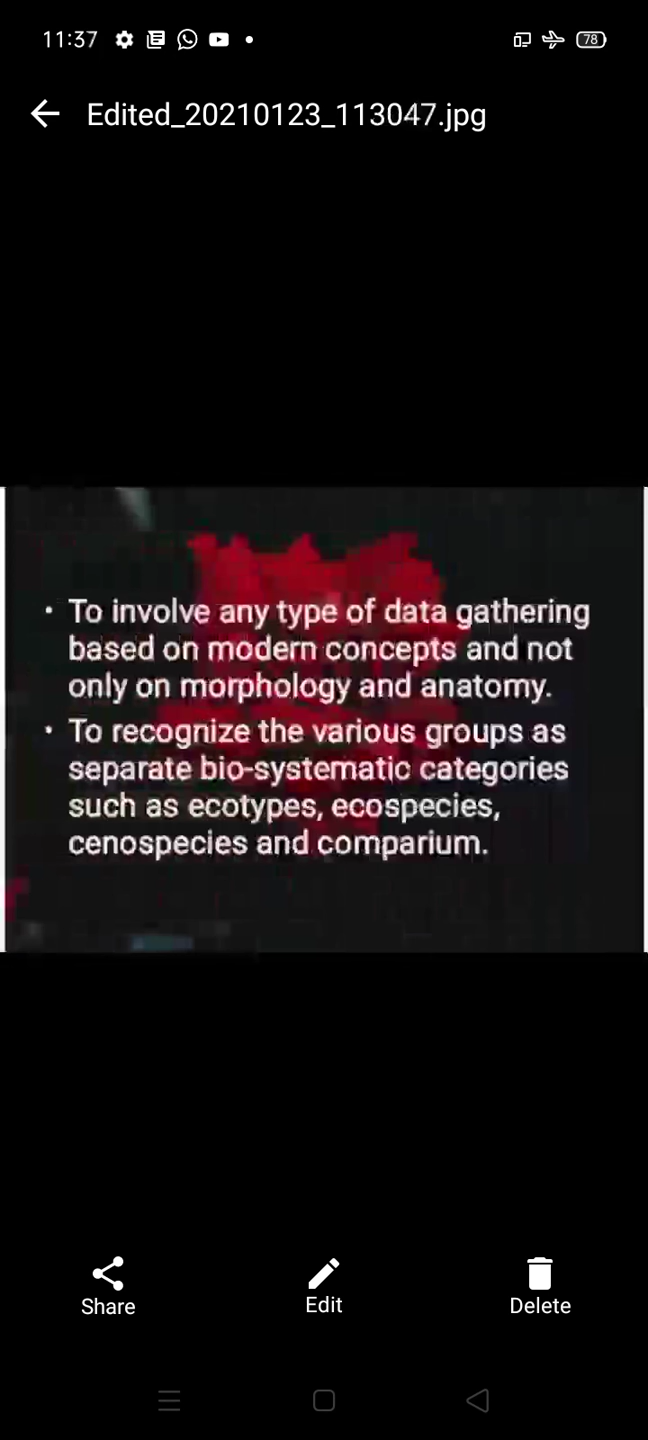 11:37
78
Edited_20210123_113047.jpg
• To involve any type of data gathering
based on modern concepts and not
only on morphology and anatomy.
• To recognize the various groups as
separate bio-systematic categories
such as ecotypes, ecospecies,
cenospecies and comparium.
Share Edit Delete